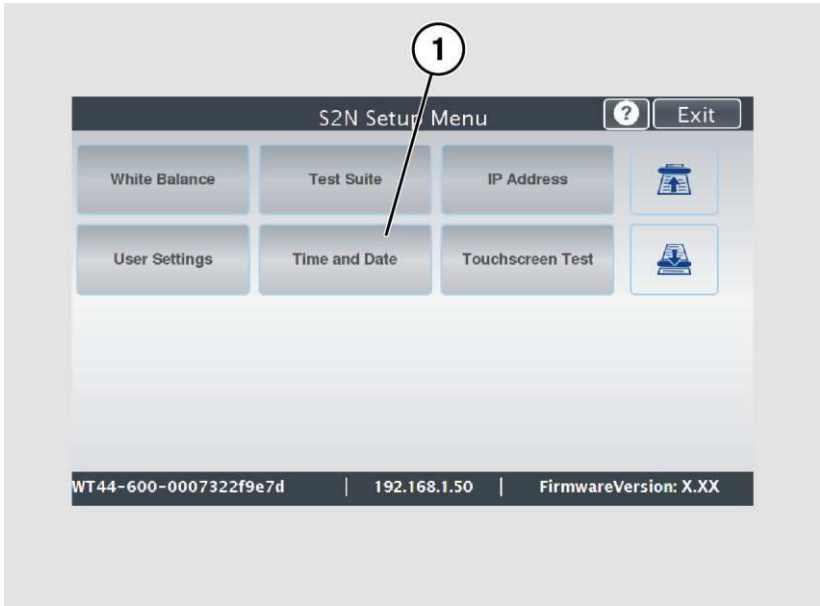 1
S2N Setup Menu ? Exit
White Balance Test Suite IP Address
User Settings Time and Date Touchscreen Test
WT44-600-0007322f9e7d | 192.168.1.50 | FirmwareVersion: X.XX